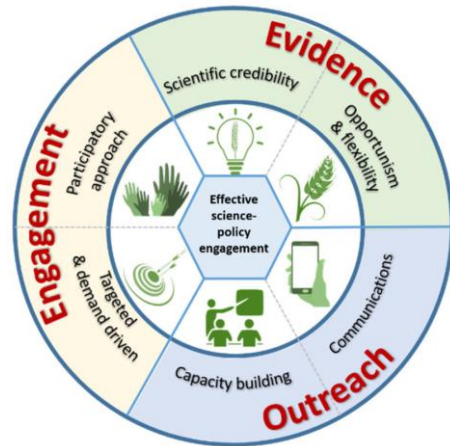 Evidence
Scientific credibility
Opportunism
& flexibility
Engagement
Participatory
approach
Targeted
& demand driven
Effective
science-
policy
engagement
Communications
Capacity building
Outreach